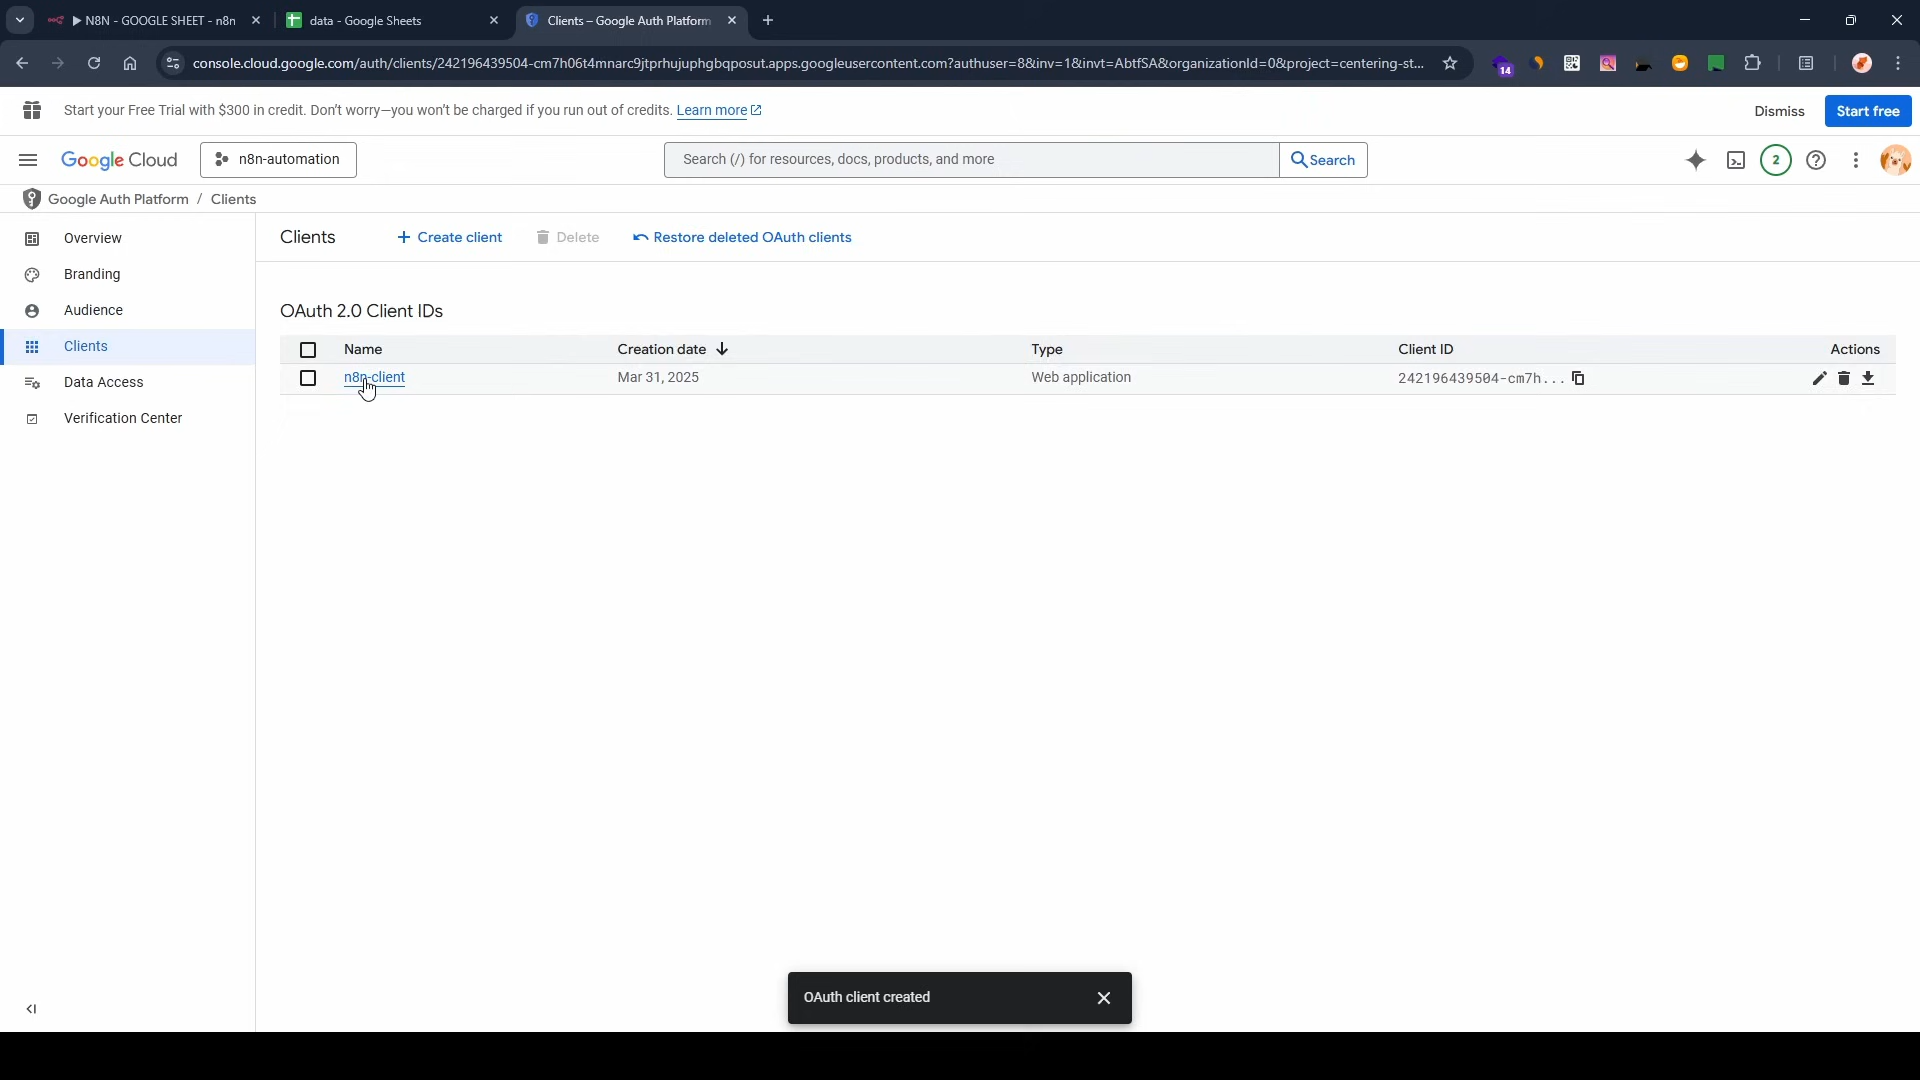 N8N - GOOGLE SHEET - n8n
data - Google Sheets
Clients – Google Auth Platform
console.cloud.google.com/auth/clients/242196439504-cm7h06t4mnarc9jtprhujuphgbqposut.apps.googleusercontent.com?authuser=8&inv=1&invt=AbtfSA&organizationId=0&project=centering-st...
14
Start your Free Trial with $300 in credit. Don't worry—you won't be charged if you run out of credits. Learn more
Dismiss
Start free
Google Cloud
n8n-automation
Search (/) for resources, docs, products, and more
Search
2
Google Auth Platform / Clients
Overview
Branding
Audience
Clients
Data Access
Verification Center
Clients
+ Create client
Delete
Restore deleted OAuth clients
OAuth 2.0 Client IDs
Name
Creation date
Type
Client ID
Actions
n8n-client
Mar 31, 2025
Web application
242196439504-cm7h...
OAuth client created